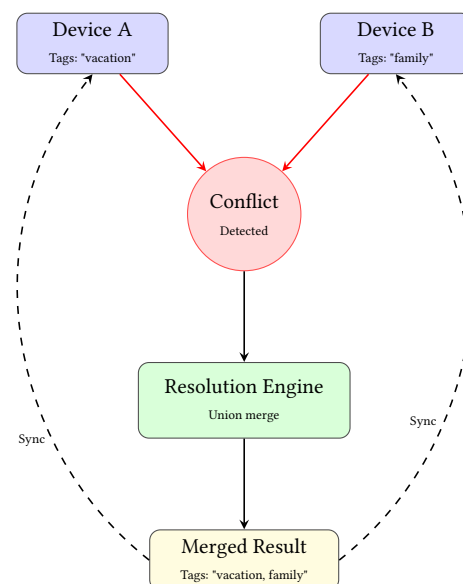 Device A
Tags: "vacation"
Device B
Tags: "family"
Conflict
Detected
Resolution Engine
Union merge
Sync
Sync
Merged Result
Tags: "vacation, family"